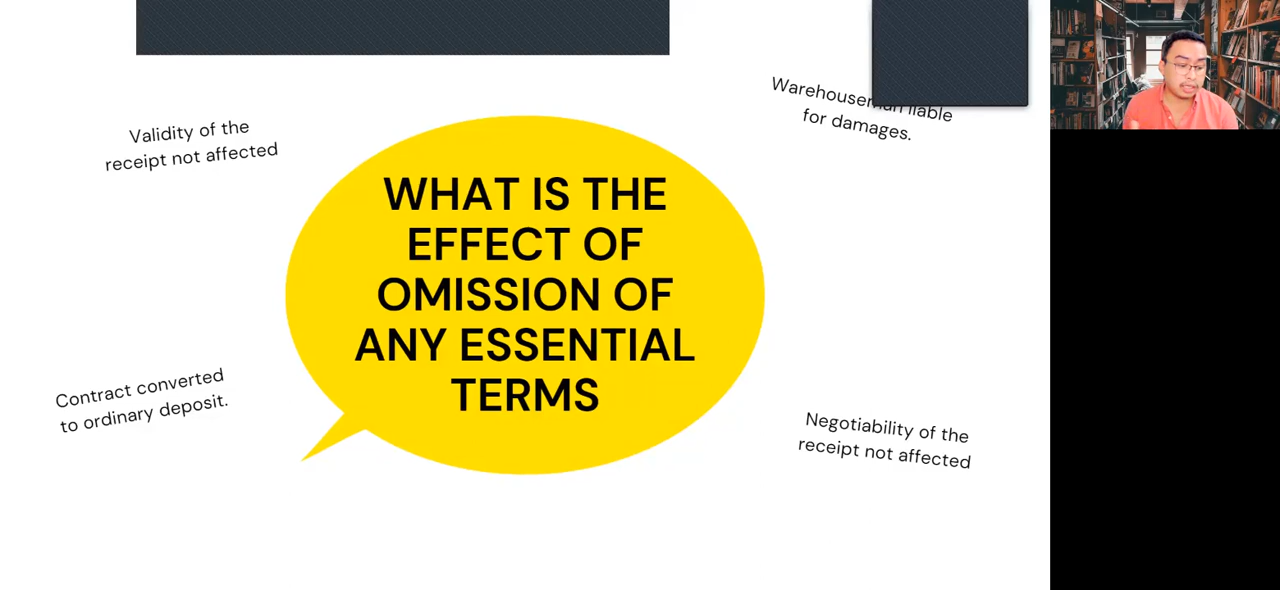 Validity of the
receipt not affected
Warehouseman liable
for damages.
WHAT IS THE
EFFECT OF
OMISSION OF
ANY ESSENTIAL
TERMS
Contract converted
to ordinary deposit.
Negotiability of the
receipt not affected